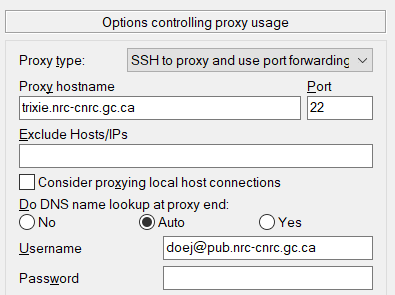 Options controlling proxy usage
Proxy type: SSH to proxy and use port forwarding
Proxy hostname Port
trixie.nrc-cnrc.gc.ca 22
Exclude Hosts/IPs
Consider proxying local host connections
Do DNS name lookup at proxy end:
No Auto Yes
Username doej@pub.nrc-cnrc.gc.ca
Password